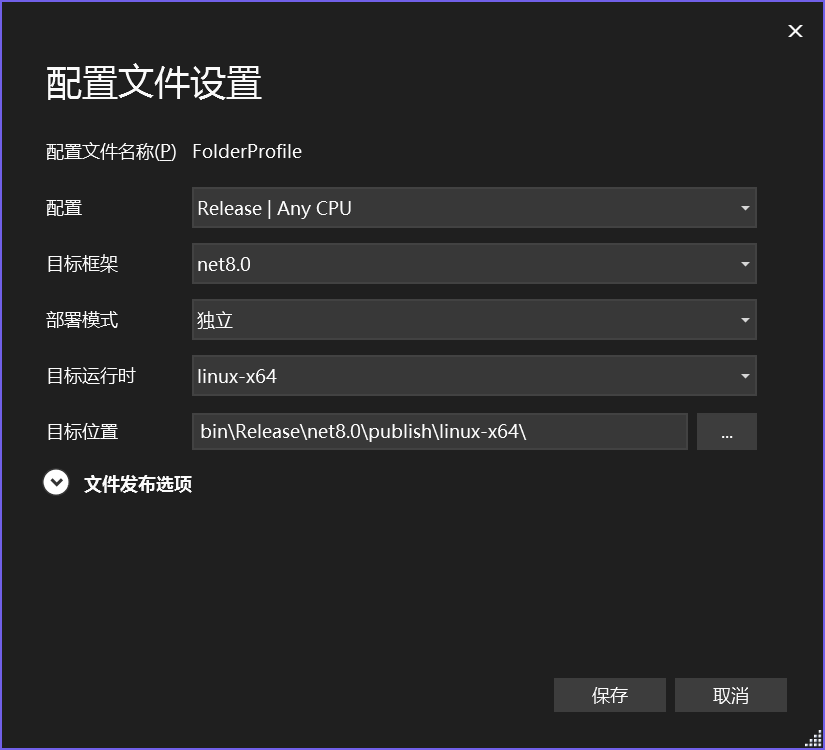 配置文件设置
配置文件名称(P) FolderProfile
配置 Release | Any CPU
目标框架 net8.0
部署模式 独立
目标运行时 linux-x64
目标位置 bin\Release\net8.0\publish\linux-x64\ ...
文件发布选项
保存 取消